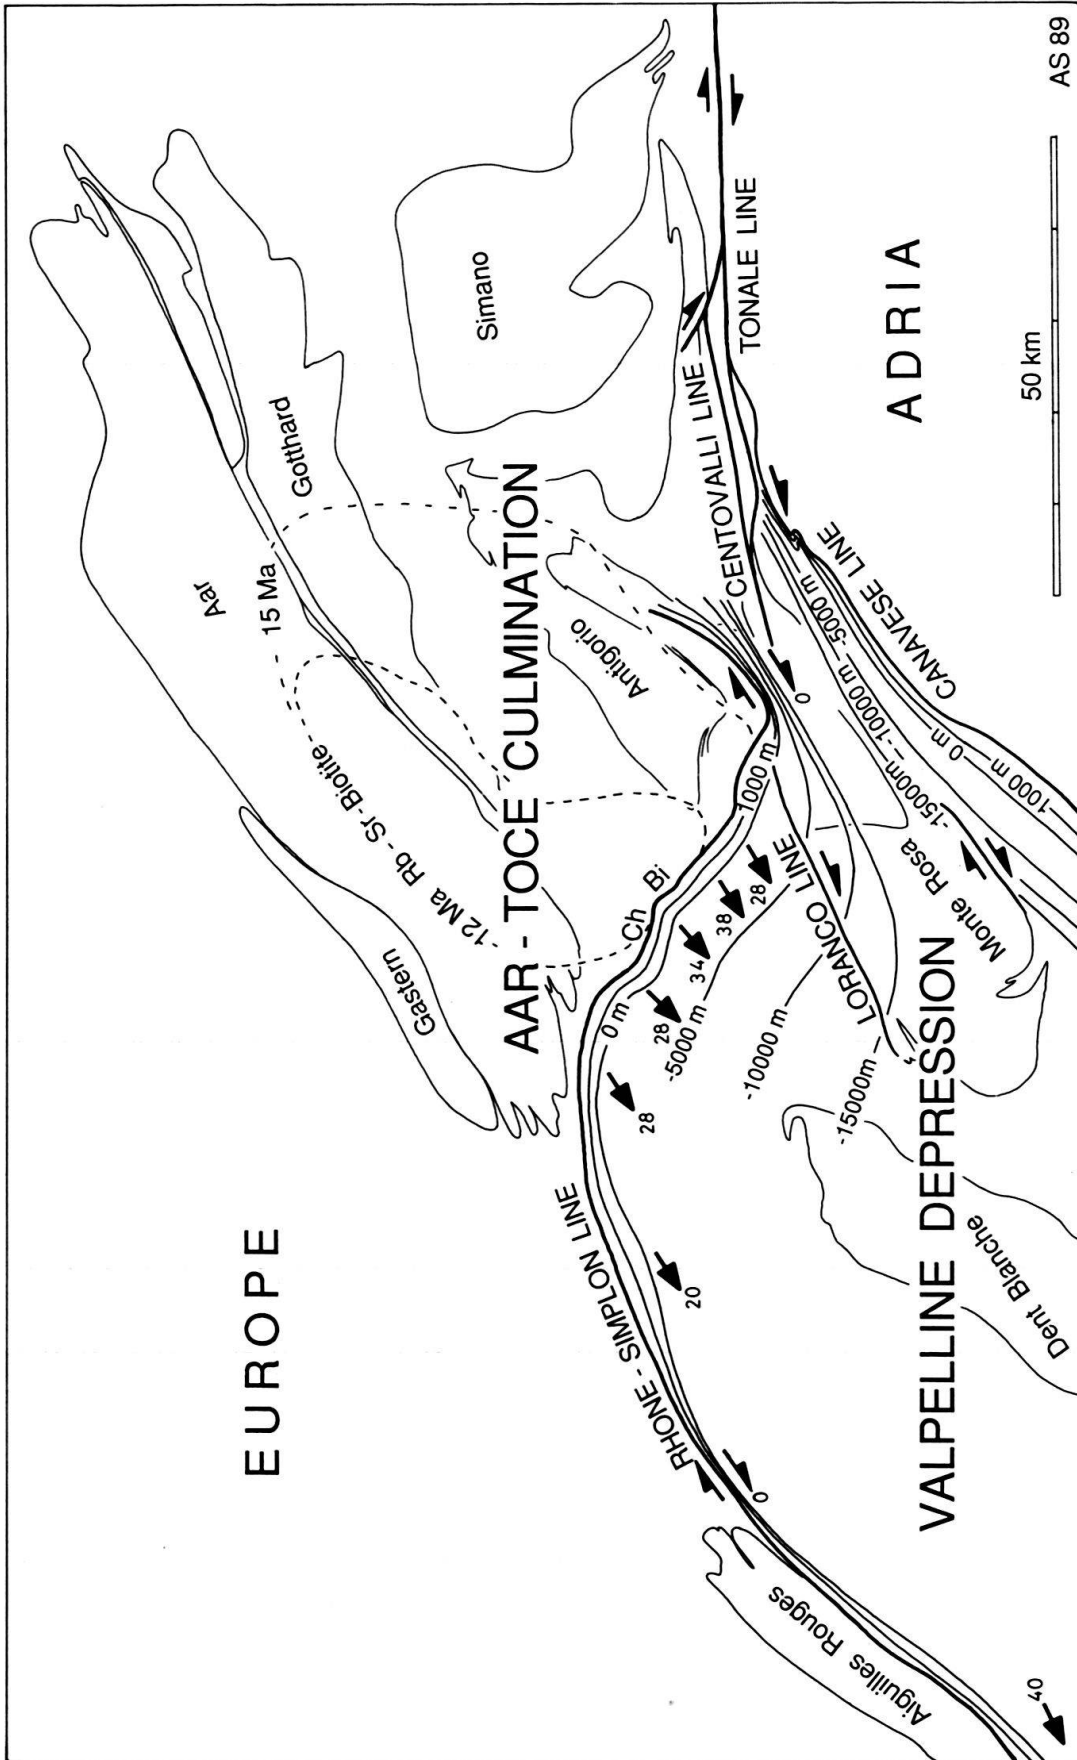 EUROPE
Aar
15 Ma
Gotthard
12 Ma Rb - Sr - Biotite
Gastern
AAR - TOCE CULMINATION
Simano
Antigorio
Ch
Bi
RHONE - SIMPLON LINE
CENTOVALLI LINE
TONALE LINE
ADRIA
CANAVESE LINE
LORANCO LINE
Monte Rosa
VALPELLINE DEPRESSION
Dent Blanche
Aiguilles Rouges
1000 m
0 m
-5000 m
-10000 m
-15000m
-5000 m
-10000 m
-15000m
0 m
1000 m
0
28
38
34
28
28
20
0
40
50 km
AS 89